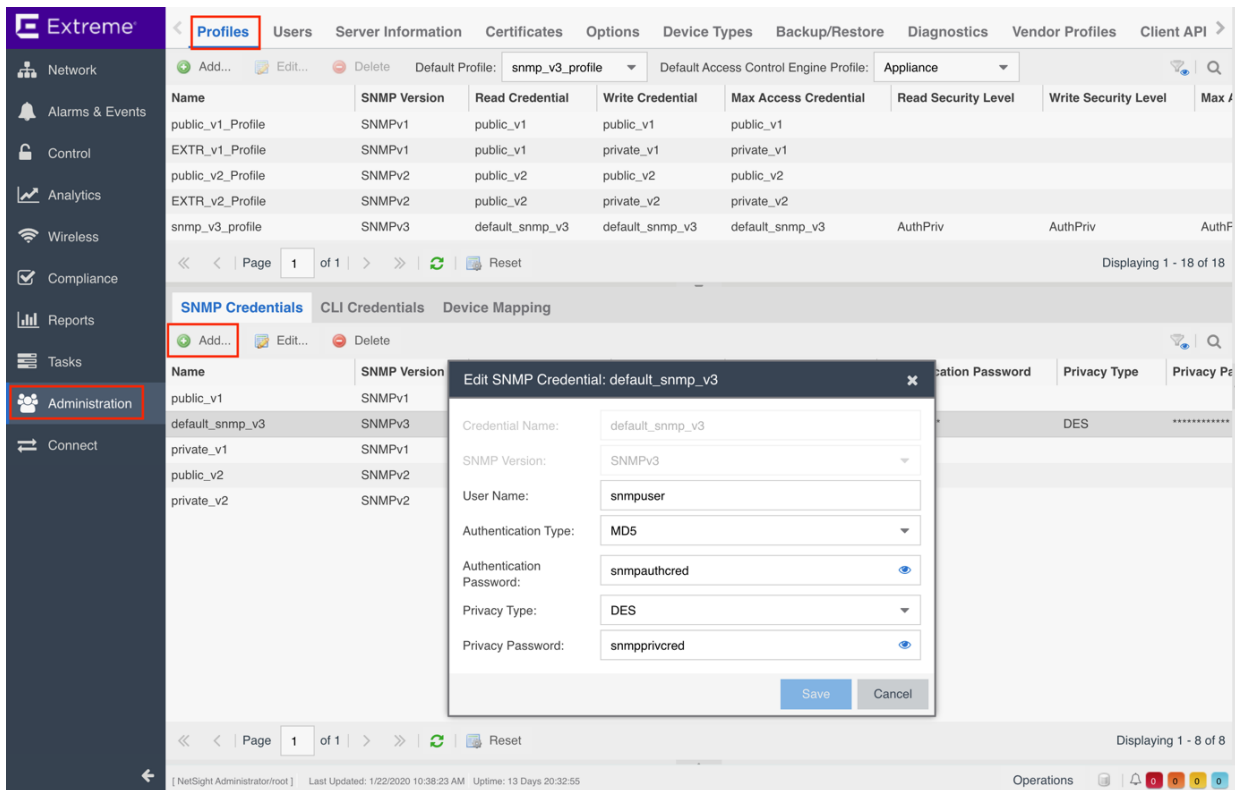 Extreme
Profiles Users Server Information Certificates Options Device Types Backup/Restore Diagnostics Vendor Profiles Client API
Network
Alarms & Events
Control
Analytics
Wireless
Compliance
Reports
Tasks
Administration
Connect
Add... Edit... Delete Default Profile: snmp_v3_profile Default Access Control Engine Profile: Appliance
Name SNMP Version Read Credential Write Credential Max Access Credential Read Security Level Write Security Level Max
public_v1_Profile SNMPv1 public_v1 public_v1 public_v1
EXTR_v1_Profile SNMPv1 public_v1 private_v1 private_v1
public_v2_Profile SNMPv2 public_v2 public_v2 public_v2
EXTR_v2_Profile SNMPv2 public_v2 private_v2 private_v2
snmp_v3_profile SNMPv3 default_snmp_v3 default_snmp_v3 default_snmp_v3 AuthPriv AuthPriv
Page 1 of 1 Reset Displaying 1 - 18 of 18
SNMP Credentials CLI Credentials Device Mapping
Add... Edit... Delete
Name SNMP Version cation Password Privacy Type Privacy
public_v1 SNMPv1
default_snmp_v3 SNMPv3 * DES ************
private_v1 SNMPv1
public_v2 SNMPv2
private_v2 SNMPv2
Edit SNMP Credential: default_snmp_v3
Credential Name: default_snmp_v3
SNMP Version: SNMPv3
User Name: snmpuser
Authentication Type: MD5
Authentication
Password: snmpauthcred
Privacy Type: DES
Privacy Password: snmpprivcred
Save Cancel
Page 1 of 1 Reset Displaying 1 - 8 of 8
[ NetSight Administrator/root ] Last Updated: 1/22/2020 10:38:23 AM Uptime: 13 Days 20:32:55 Operations 0 0 0 0